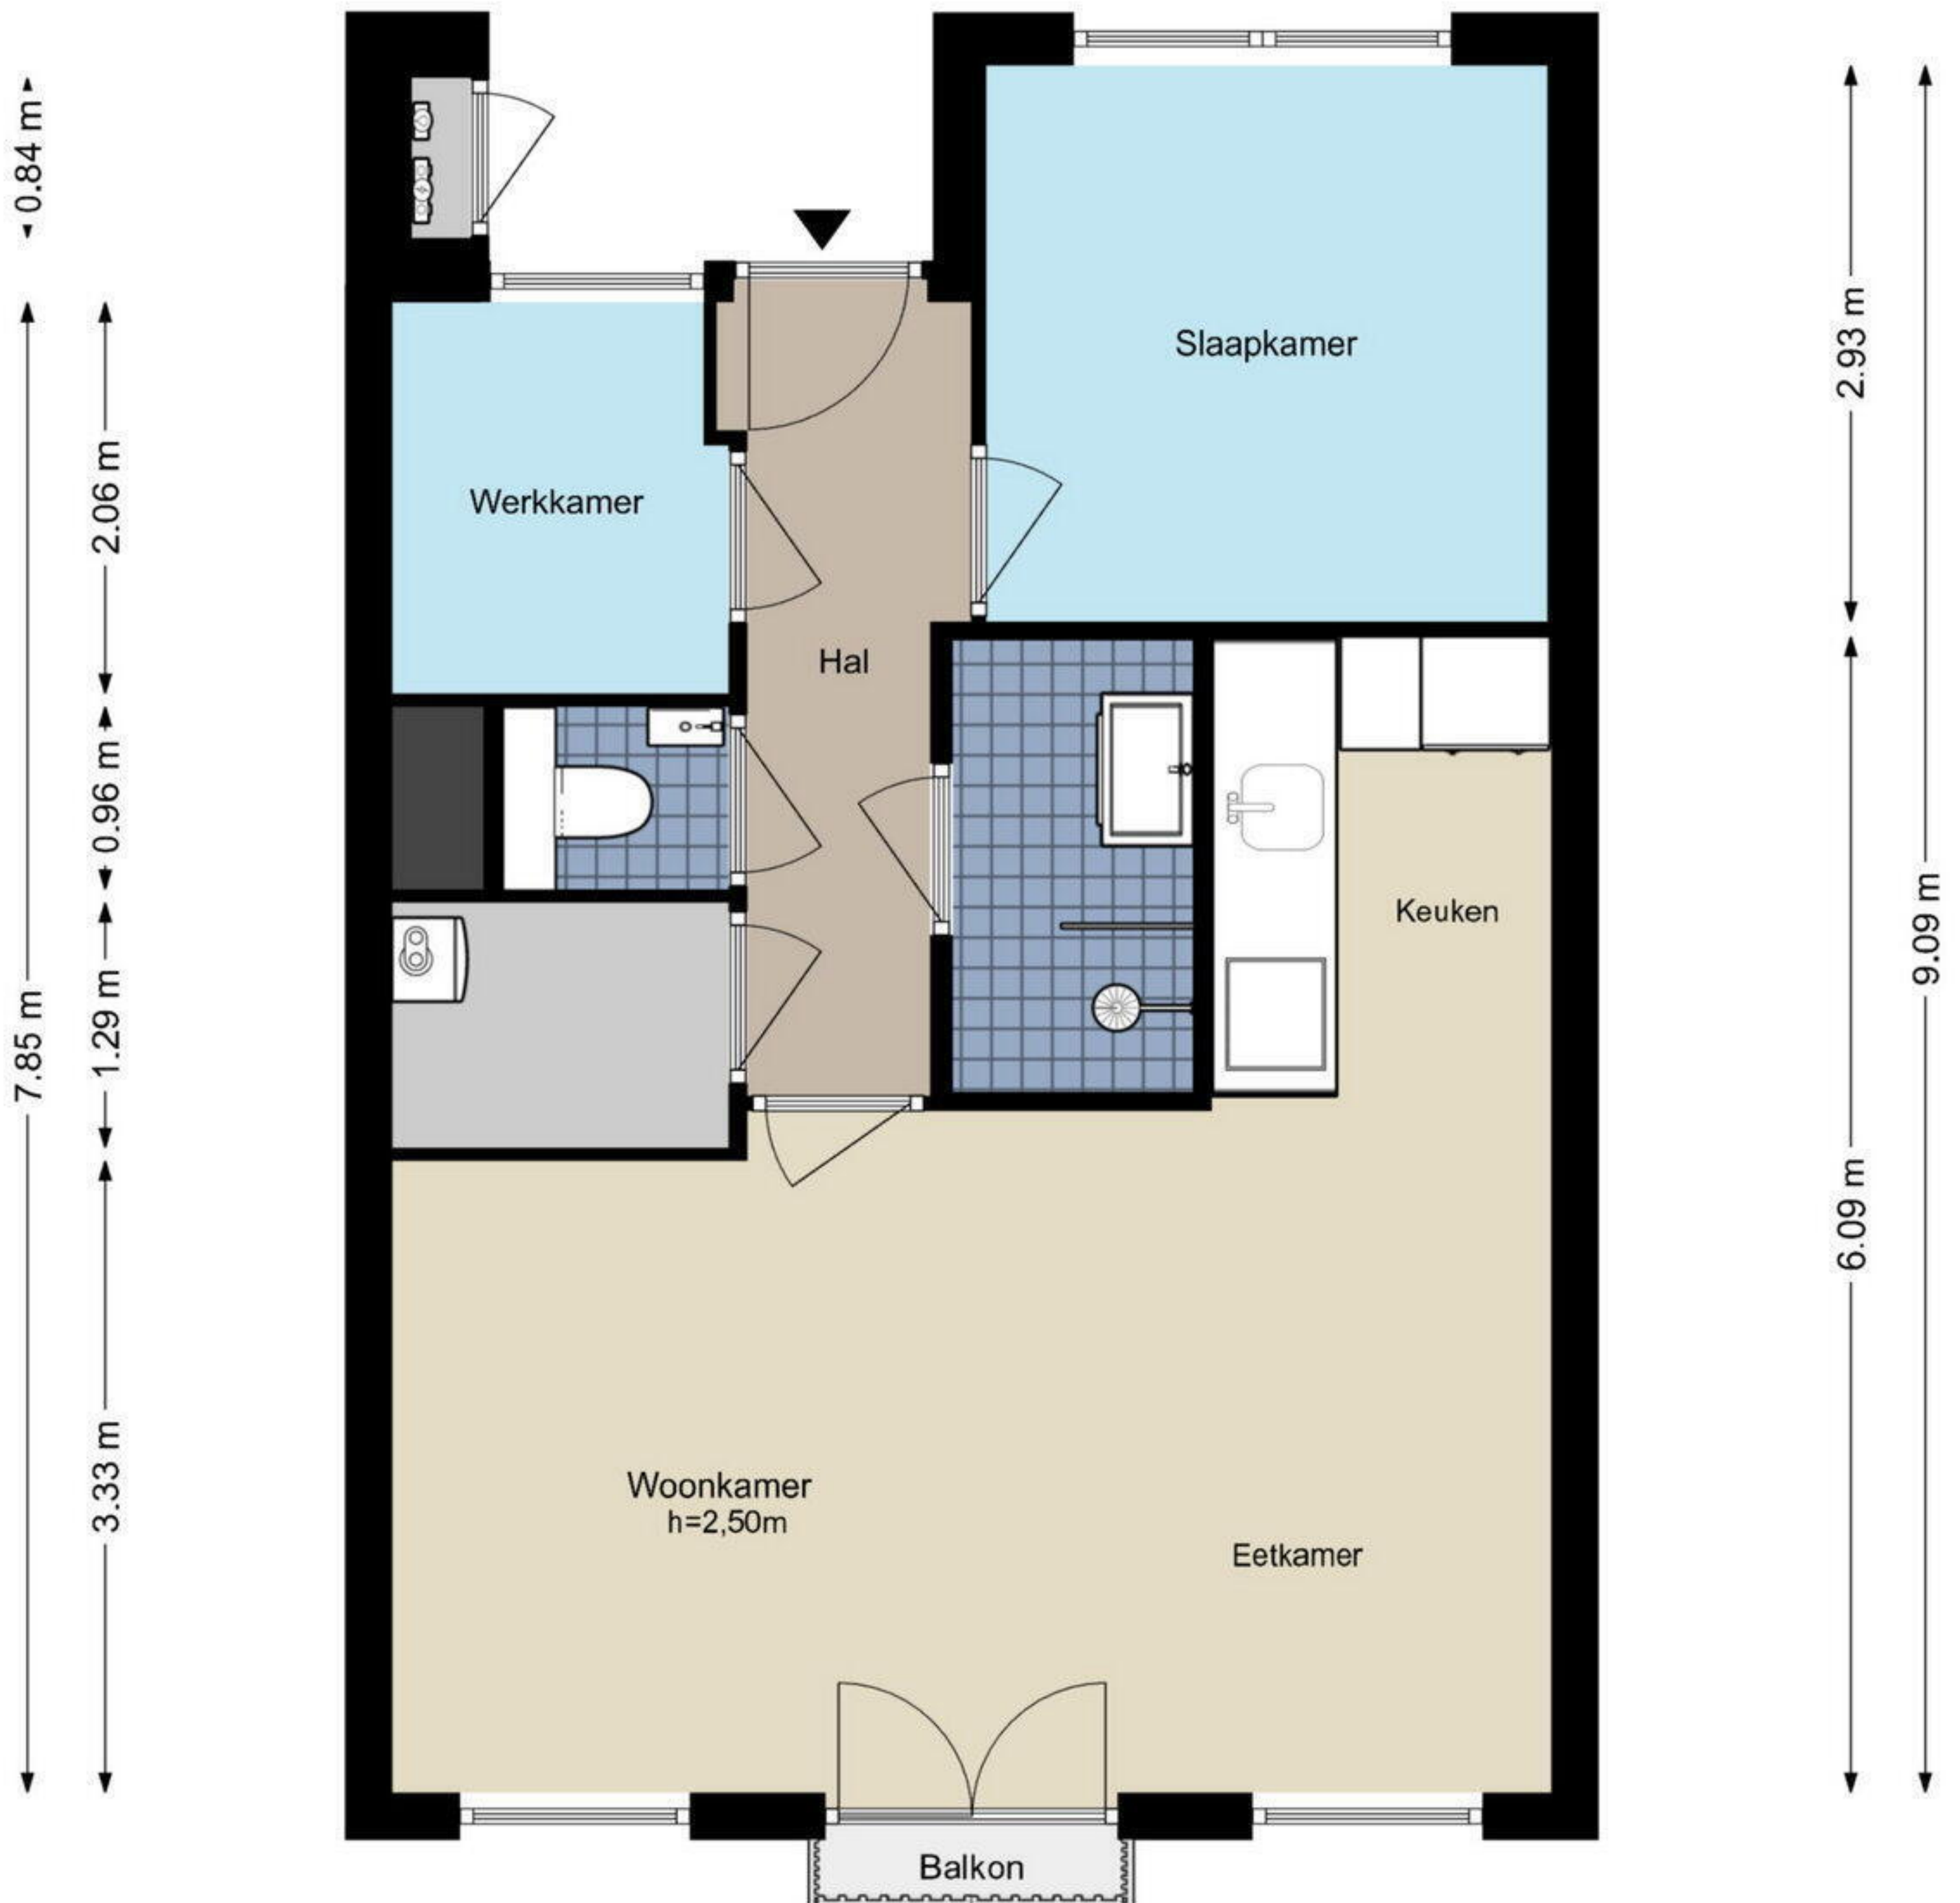 0.84 m
7.85 m
2.06 m
0.96 m
1.29 m
3.33 m
Slaapkamer
Werkkamer
Hal
Keuken
Woonkamer
h=2,50m
Eetkamer
Balkon
2.93 m
6.09 m
9.09 m